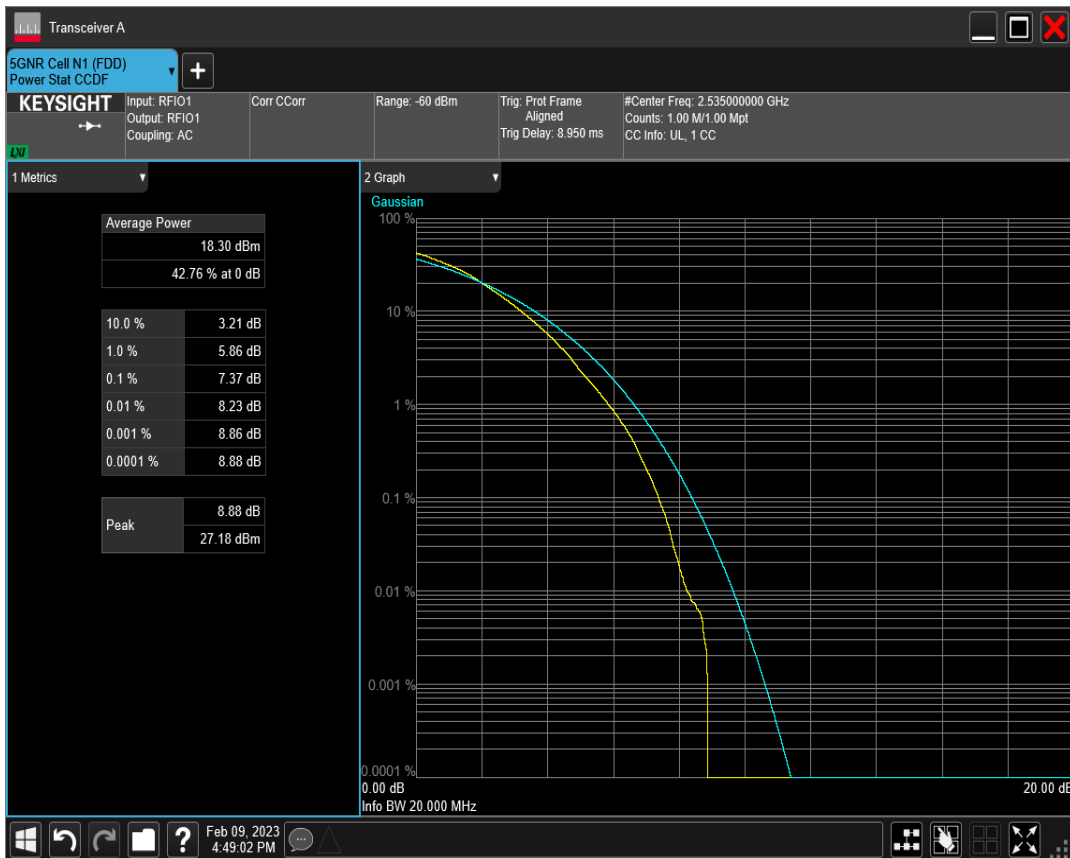 Transceiver A
5GNR Cell N1 (FDD)
Power Stat CCDF
+
KEYSIGHT
LXI
Input: RFIO1
Output: RFIO1
Coupling: AC
Corr CCorr
Range: -60 dBm
Trig: Prot Frame
Aligned
Trig Delay: 8.950 ms
#Center Freq: 2.535000000 GHz
Counts: 1.00 M/1.00 Mpt
CC Info: UL, 1 CC
1 Metrics
Average Power
18.30 dBm
42.76 % at 0 dB
10.0 % 3.21 dB
1.0 % 5.86 dB
0.1 % 7.37 dB
0.01 % 8.23 dB
0.001 % 8.86 dB
0.0001 % 8.88 dB
Peak 8.88 dB
27.18 dBm
2 Graph
Gaussian
100 %
10 %
1 %
0.1 %
0.01 %
0.001 %
0.0001 %
0.00 dB 20.00 dB
Info BW 20.000 MHz
?
Feb 09, 2023
4:49:02 PM